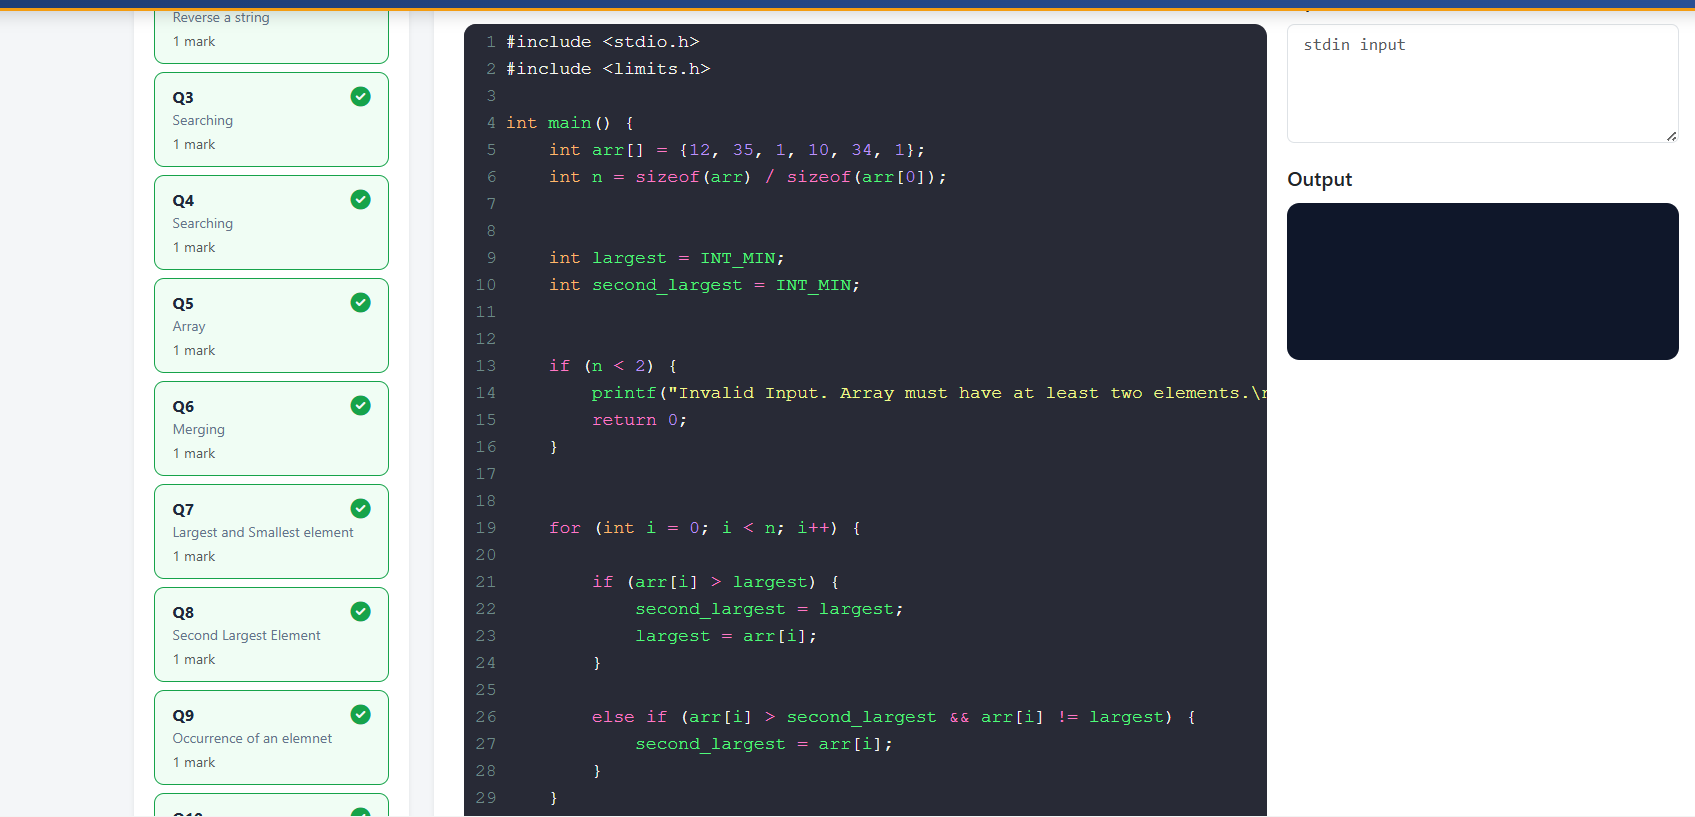 Reverse a string
1 mark
Q3
Searching
1 mark
Q4
Searching
1 mark
Q5
Array
1 mark
Q6
Merging
1 mark
Q7
Largest and Smallest element
1 mark
Q8
Second Largest Element
1 mark
Q9
Occurrence of an elemnet
1 mark
1 #include <stdio.h>
2 #include <limits.h>
3
4 int main() {
5     int arr[] = {12, 35, 1, 10, 34, 1};
6     int n = sizeof(arr) / sizeof(arr[0]);
7
8
9     int largest = INT_MIN;
10     int second_largest = INT_MIN;
11
12
13     if (n < 2) {
14         printf("Invalid Input. Array must have at least two elements.\n
15         return 0;
16     }
17
18
19     for (int i = 0; i < n; i++) {
20
21         if (arr[i] > largest) {
22             second_largest = largest;
23             largest = arr[i];
24         }
25
26         else if (arr[i] > second_largest && arr[i] != largest) {
27             second_largest = arr[i];
28         }
29     }
stdin input
Output